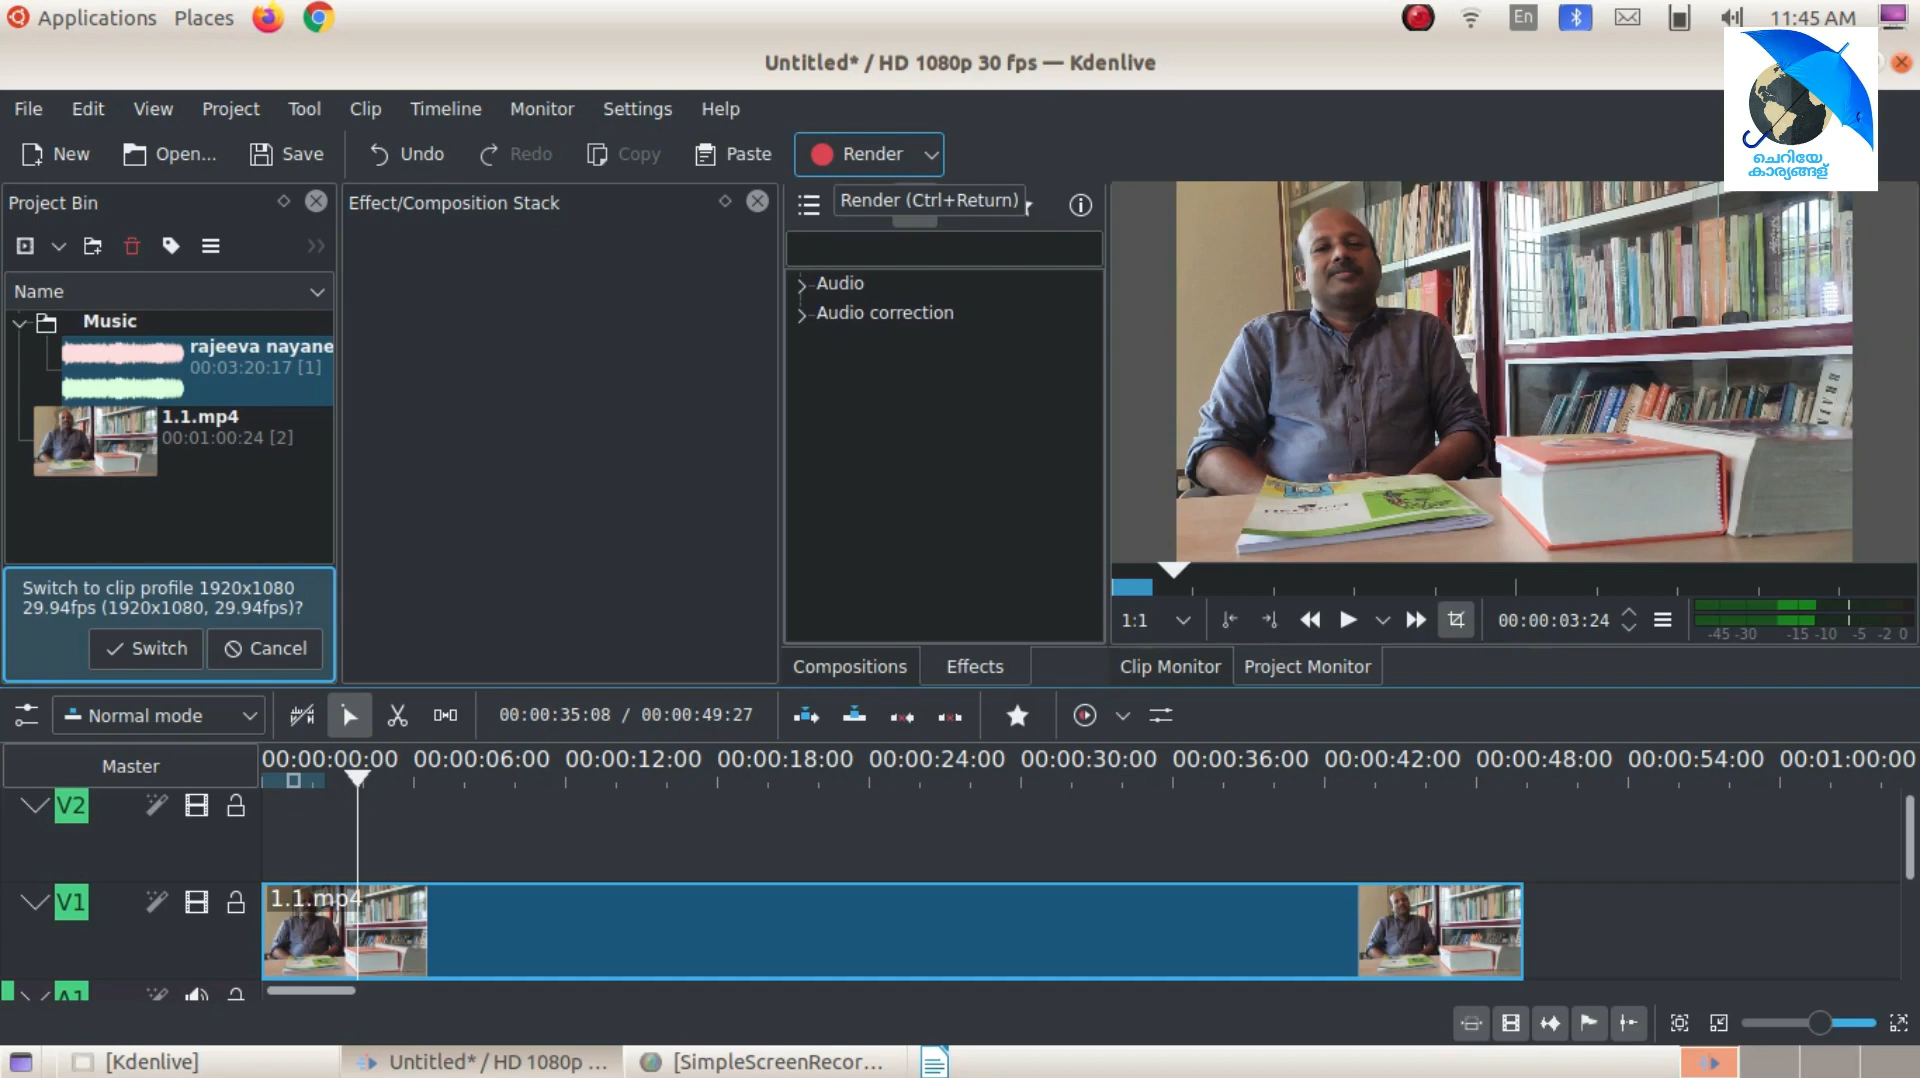 Applications Places En 11:45 AM
Untitled* / HD 1080p 30 fps — Kdenlive
File Edit View Project Tool Clip Timeline Monitor Settings Help
New Open... Save Undo Redo Copy Paste Render
ചെറിയേ
കാര്യങ്ങള്
Project Bin Effect/Composition Stack Render (Ctrl+Return)
Name
Music
rajeeva nayane
00:03:20:17 [1]
1.1.mp4
00:01:00:24 [2]
Audio
Audio correction
Switch to clip profile 1920x1080
29.94fps (1920x1080, 29.94fps)?
Switch Cancel
1:1 00:00:03:24 -45 -30 -15 -10 -5 -2 0
Compositions Effects Clip Monitor Project Monitor
Normal mode 00:00:35:08 / 00:00:49:27
Master 00:00:00:00 00:00:06:00 00:00:12:00 00:00:18:00 00:00:24:00 00:00:30:00 00:00:36:00 00:00:42:00 00:00:48:00 00:00:54:00 00:01:00:00
V2
V1 1.1.mp4
A1
[Kdenlive] Untitled* / HD 1080p ... [SimpleScreenRecor...